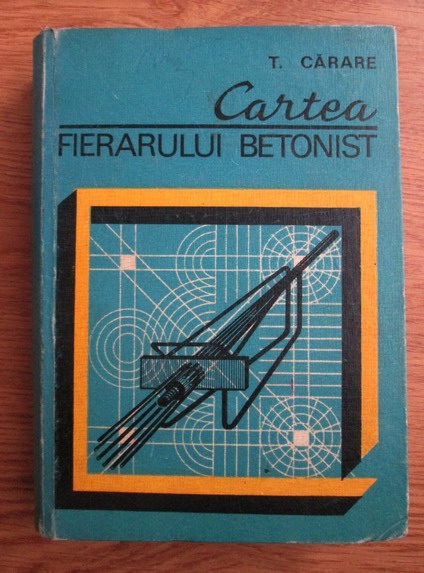 T. CĂRARE
Cartea
FIERARULUI BETONIST